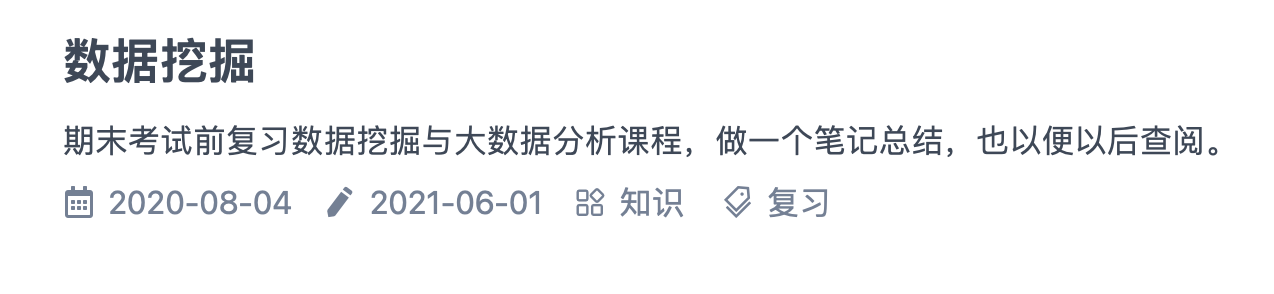 数据挖掘
期末考试前复习数据挖掘与大数据分析课程，做一个笔记总结，也以便以后查阅。
2020-08-04 2021-06-01 知识 复习